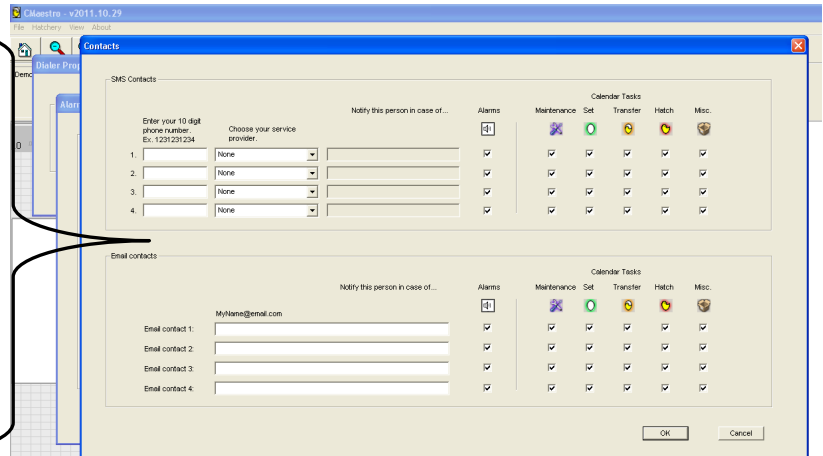 CMaestro - v2011.10.29
File Hatchery View About
Contacts
Dialer Prop
Demo
Alarm
0
SMS Contacts
Calendar Tasks
Notify this person in case of... Alarms Maintenance Set Transfer Hatch Misc.
Enter your 10 digit
phone number.
Ex. 1231231234
Choose your service
provider.
1. None
2. None
3. None
4. None
Email contacts
Calendar Tasks
Notify this person in case of... Alarms Maintenance Set Transfer Hatch Misc.
MyName@email.com
Email contact 1:
Email contact 2:
Email contact 3:
Email contact 4:
OK Cancel